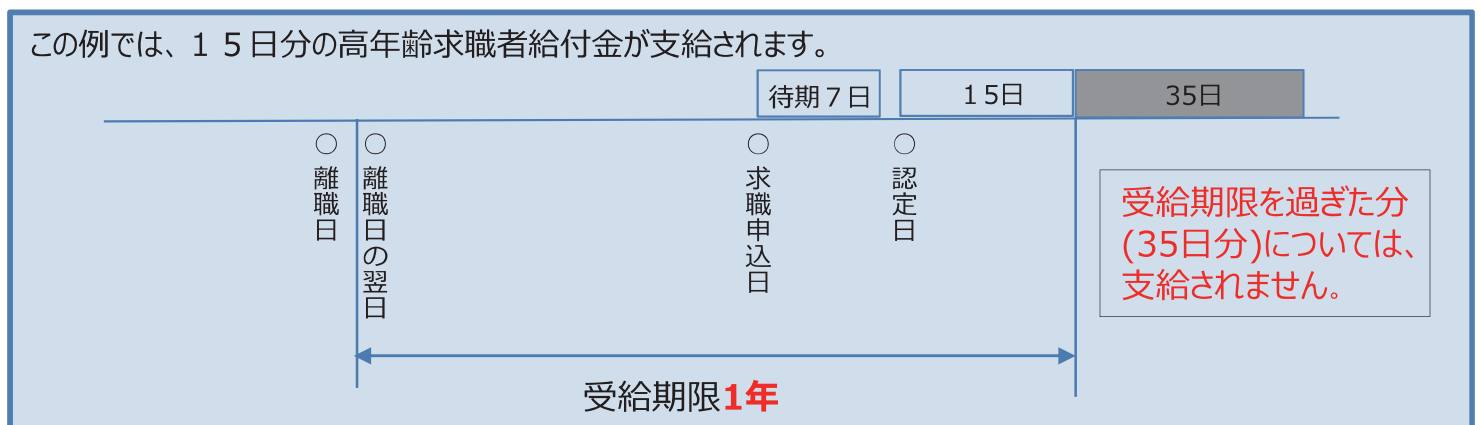 この例では、１５日分の高年齢求職者給付金が支給されます。
待期７日
１5日
35日
○離職日
○離職日の翌日
○求職申込日
○認定日
受給期限を過ぎた分
(35日分)については、
支給されません。
受給期限1年